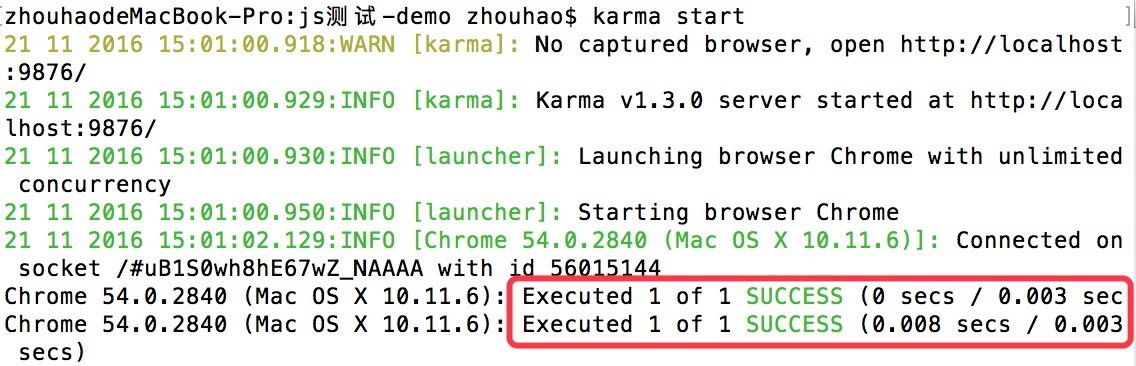 [zhouhaodeMacBook-Pro:js测试-demo zhouhao$ karma start ]
21 11 2016 15:01:00.918:WARN [karma]: No captured browser, open http://localhost
:9876/
21 11 2016 15:01:00.929:INFO [karma]: Karma v1.3.0 server started at http://loca
lhost:9876/
21 11 2016 15:01:00.930:INFO [launcher]: Launching browser Chrome with unlimited
 concurrency
21 11 2016 15:01:00.950:INFO [launcher]: Starting browser Chrome
21 11 2016 15:01:02.129:INFO [Chrome 54.0.2840 (Mac OS X 10.11.6)]: Connected on
 socket /#uB1S0wh8hE67wZ_NAAAA with id 56015144
Chrome 54.0.2840 (Mac OS X 10.11.6): Executed 1 of 1 SUCCESS (0 secs / 0.003 sec
Chrome 54.0.2840 (Mac OS X 10.11.6): Executed 1 of 1 SUCCESS (0.008 secs / 0.003
 secs)